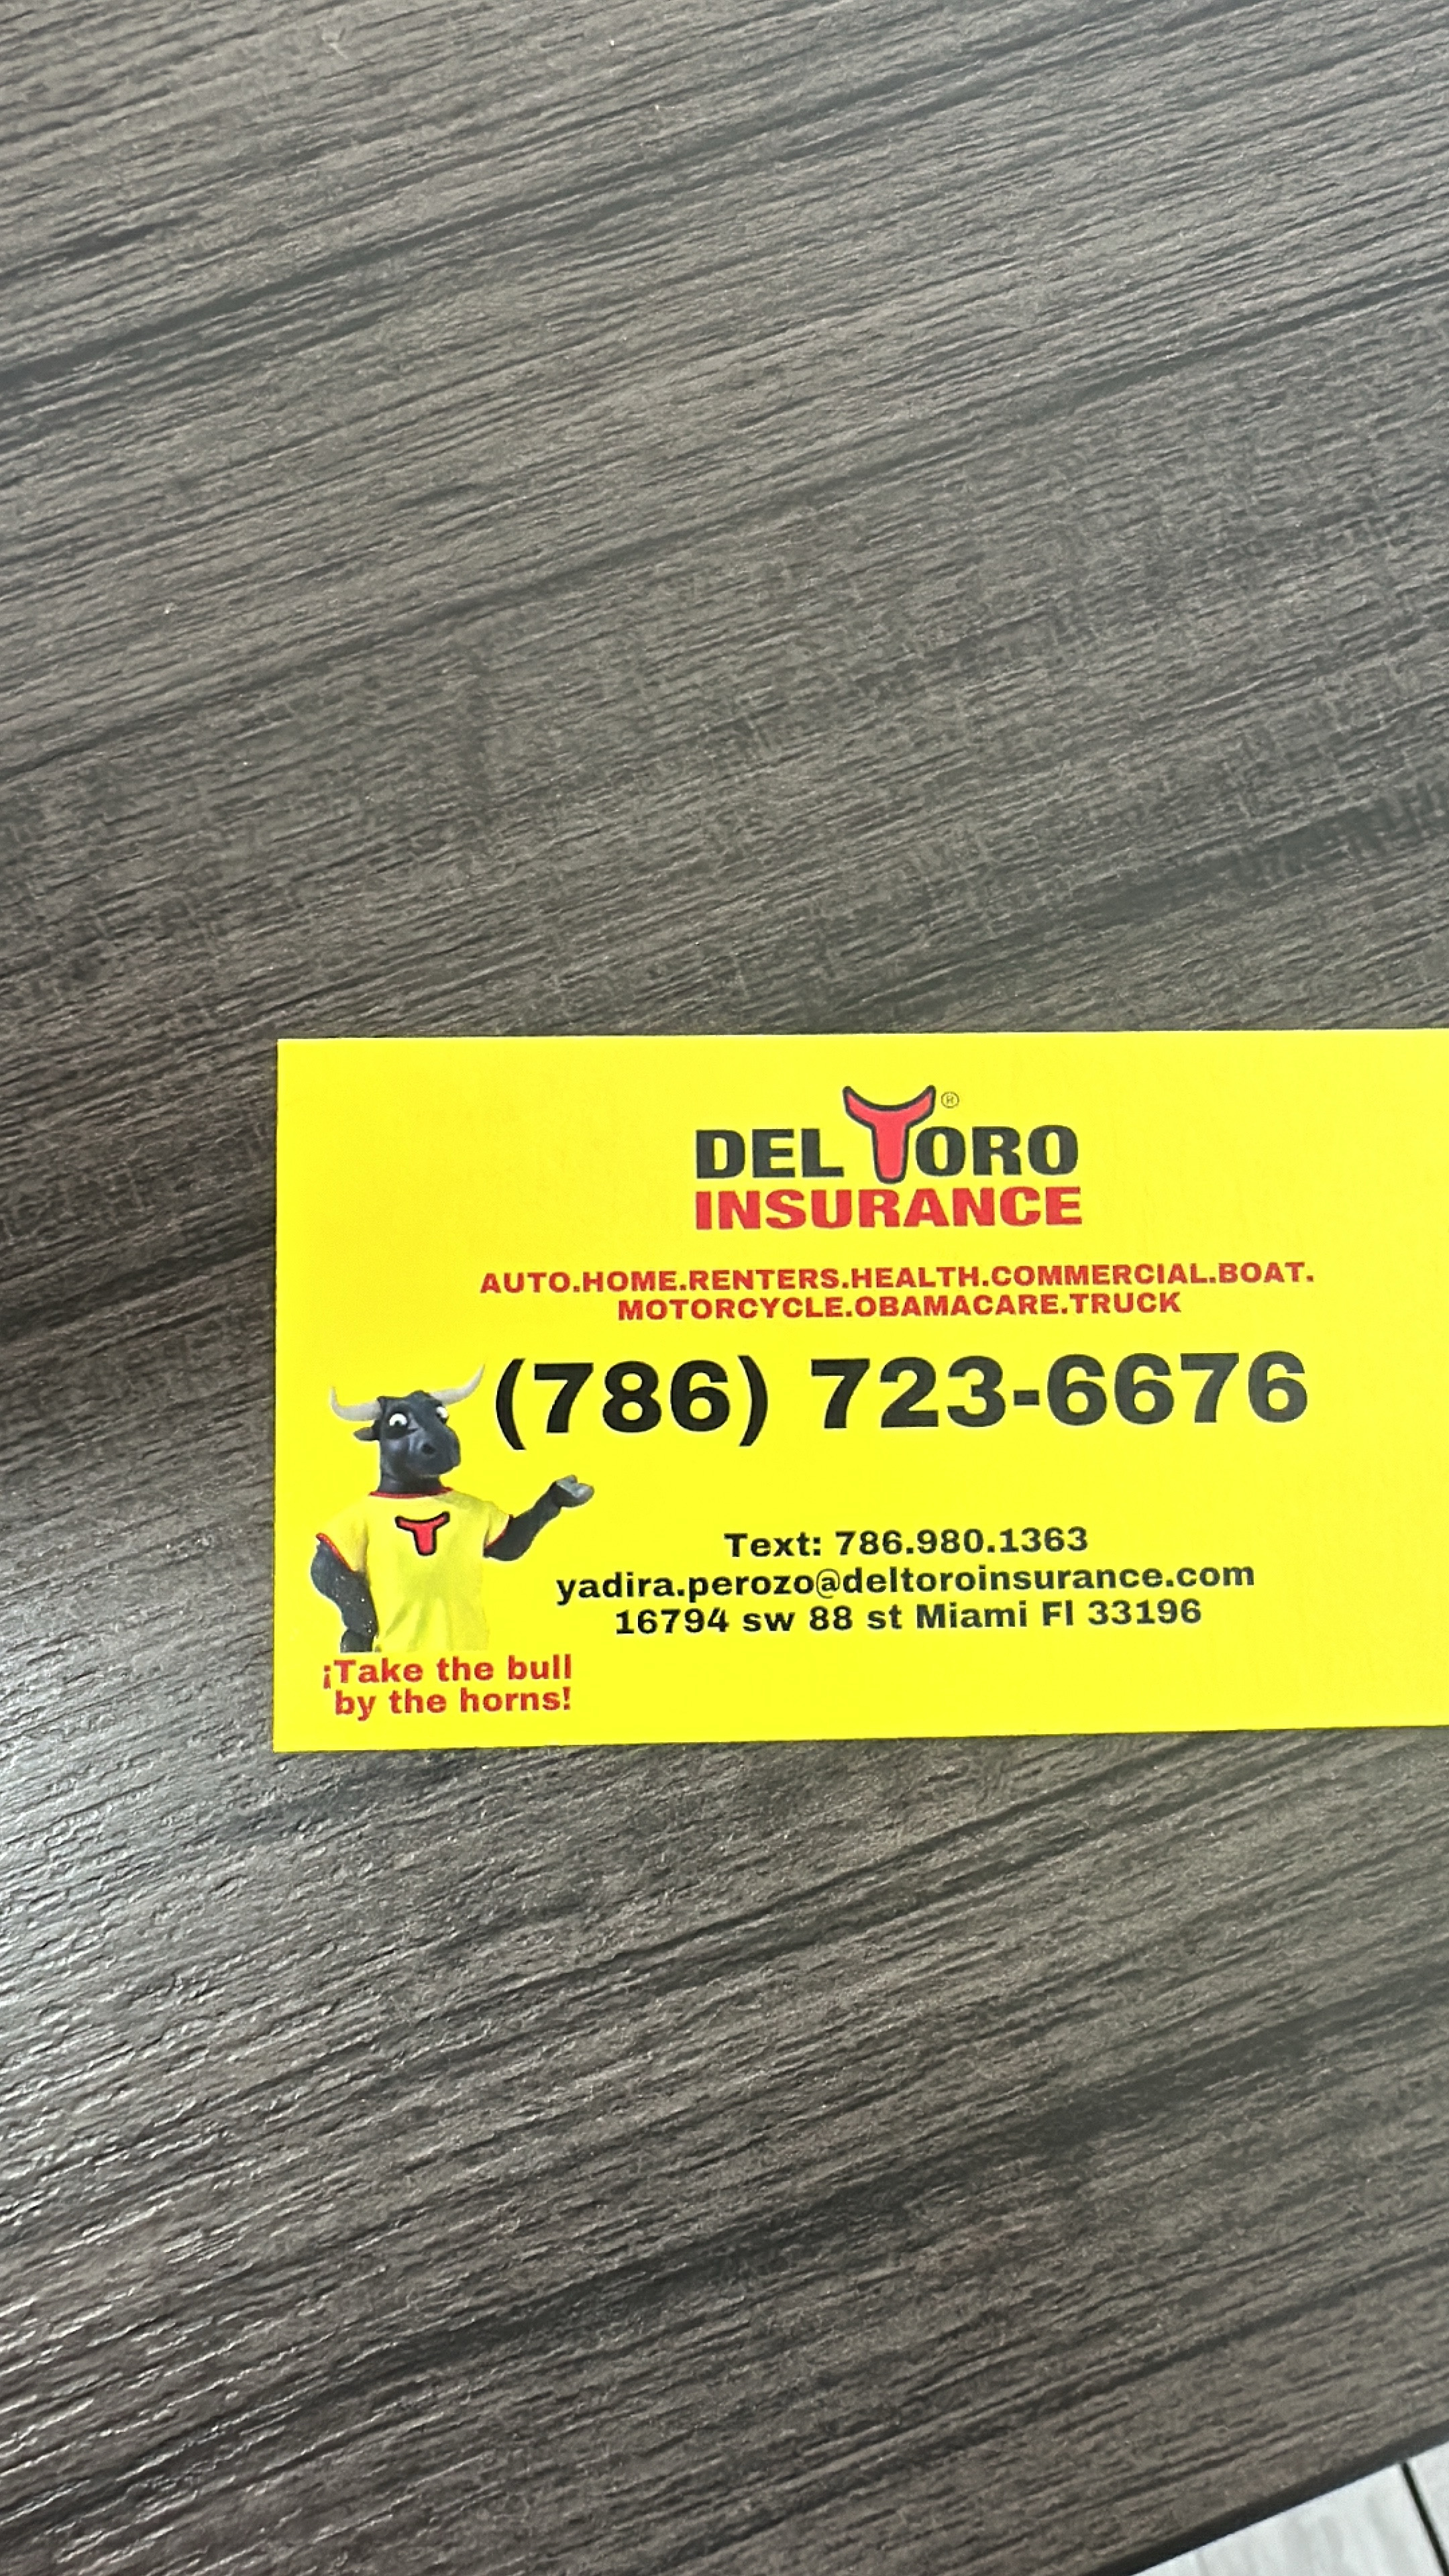 DEL TORO®
INSURANCE
AUTO.HOME.RENTERS.HEALTH.COMMERCIAL.BOAT.
MOTORCYCLE.OBAMACARE.TRUCK
(786) 723-6676
Text: 786.980.1363
yadira.perozo@deltoroinsurance.com
16794 sw 88 st Miami Fl 33196
¡Take the bull
by the horns!